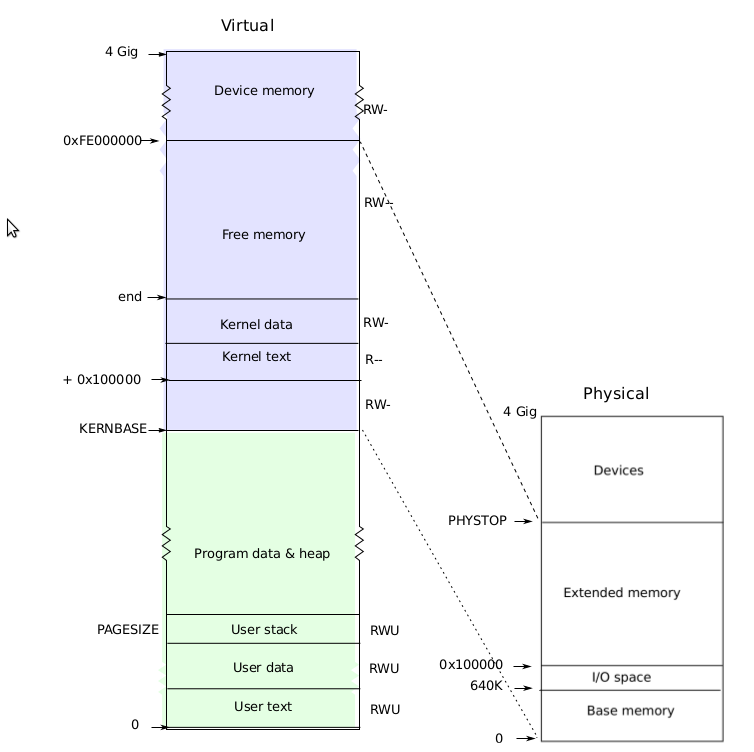 Virtual
4 Gig
Device memory
RW-
0xFE000000
RW--
Free memory
end
Kernel data
RW-
Kernel text
R--
+ 0x100000
RW-
KERNBASE
Program data & heap
PAGESIZE
User stack
RWU
User data
RWU
User text
RWU
0
Physical
4 Gig
Devices
PHYSTOP
Extended memory
0x100000
I/O space
640K
Base memory
0